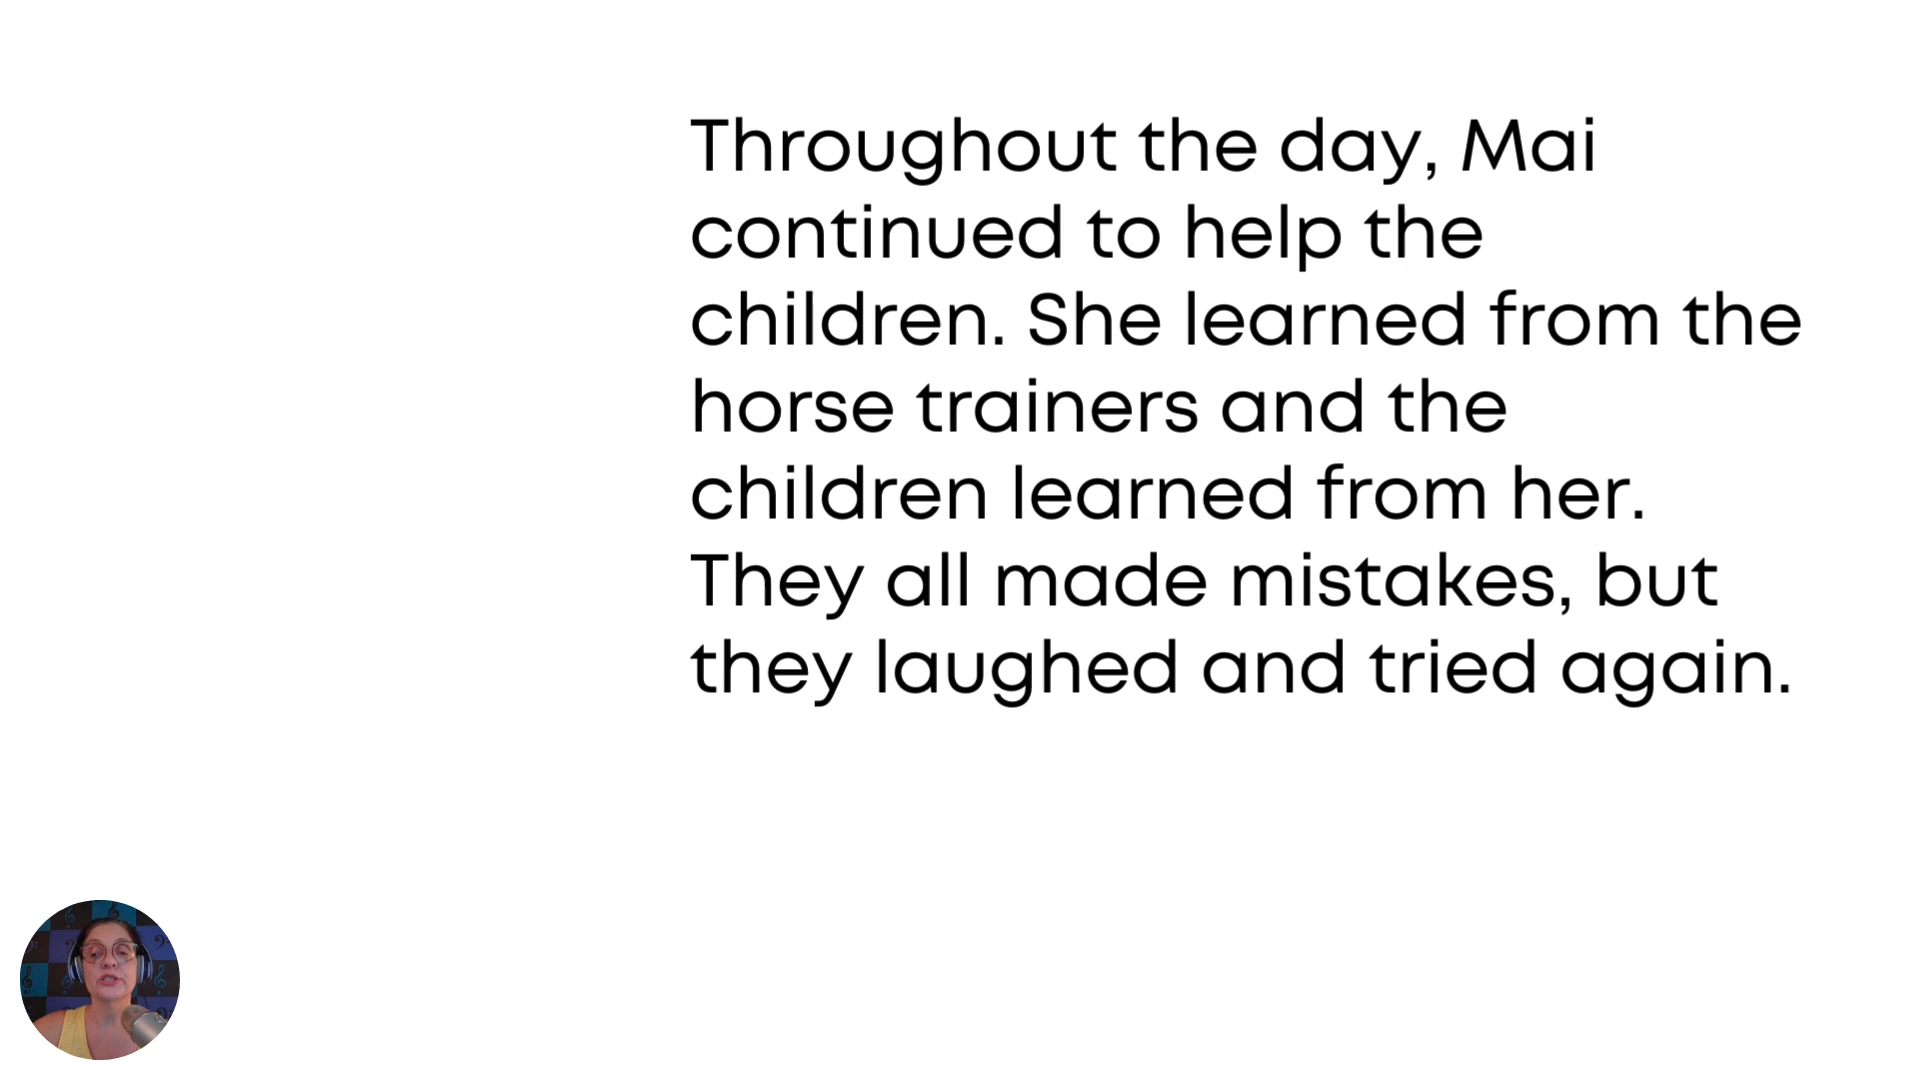 Throughout the day, Mai
continued to help the
children. She learned from the
horse trainers and the
children learned from her.
They all made mistakes, but
they laughed and tried again.